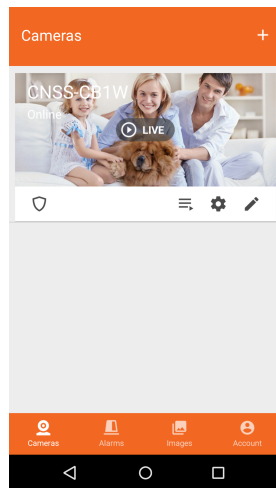 Cameras
CNSS-CB1W
Online
LIVE
Cameras
Alarms
Images
Account